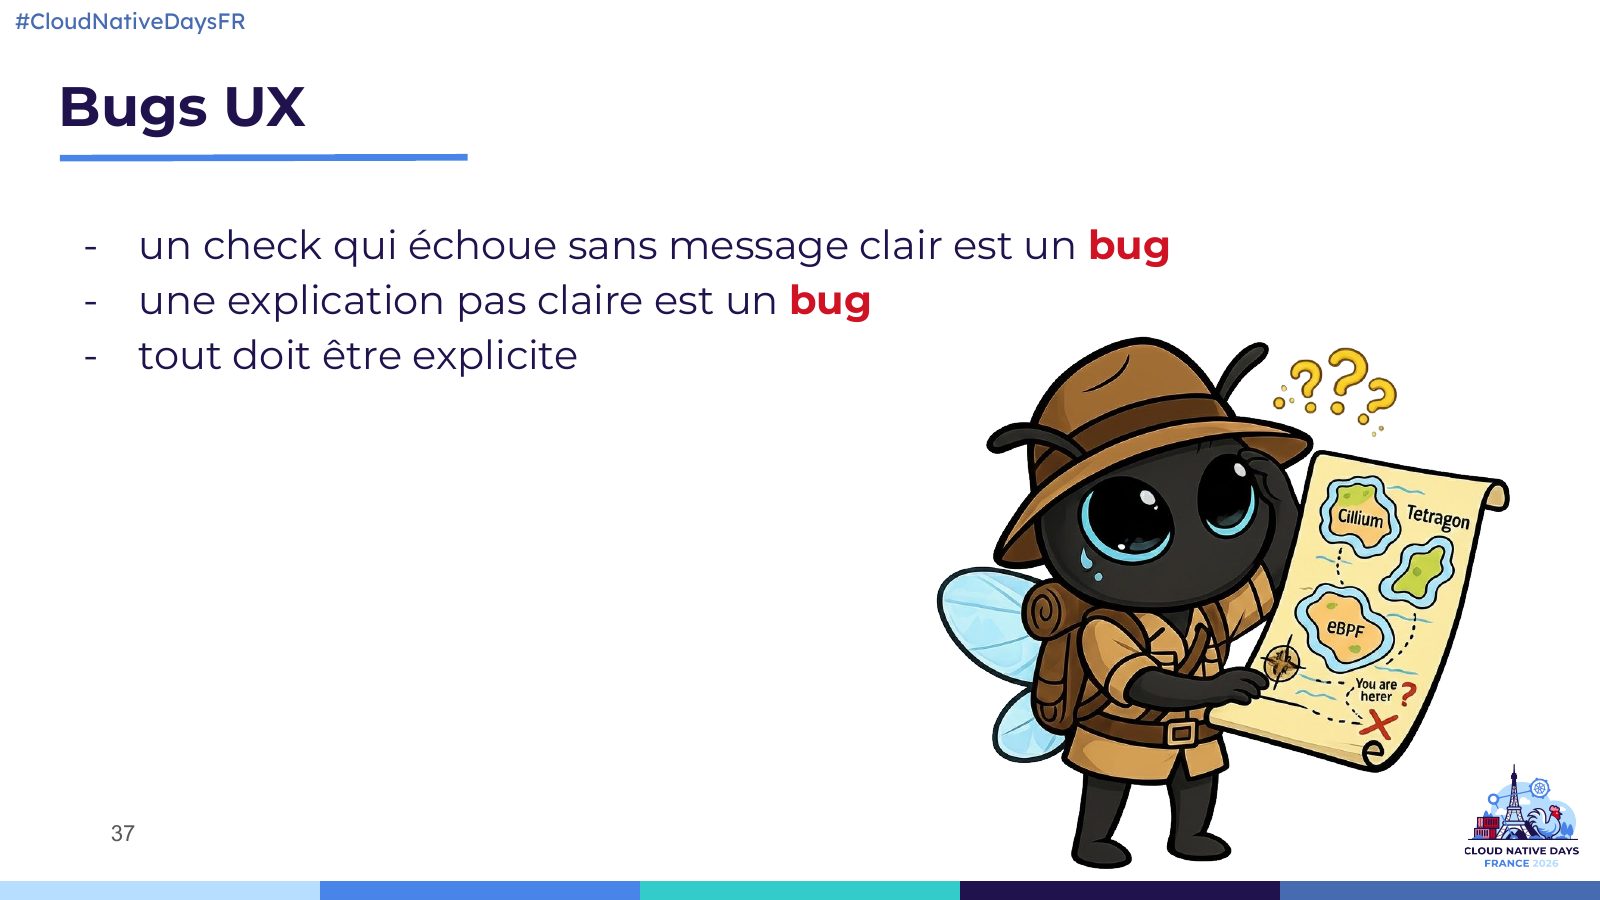 #CloudNativeDaysFR
Bugs UX
- un check qui échoue sans message clair est un bug
- une explication pas claire est un bug
- tout doit être explicite
???
Cillium
Tetragon
eBPF
You are
herer ?
37
CLOUD NATIVE DAYS
FRANCE 2026